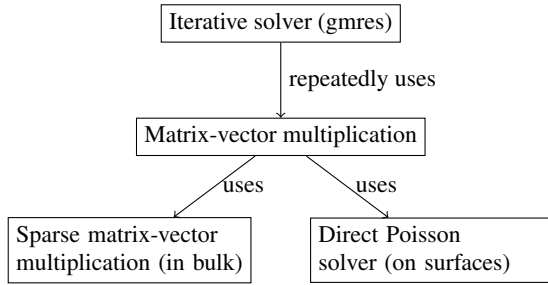 Iterative solver (gmres)
repeatedly uses
Matrix-vector multiplication
uses
uses
Sparse matrix-vector
multiplication (in bulk)
Direct Poisson
solver (on surfaces)